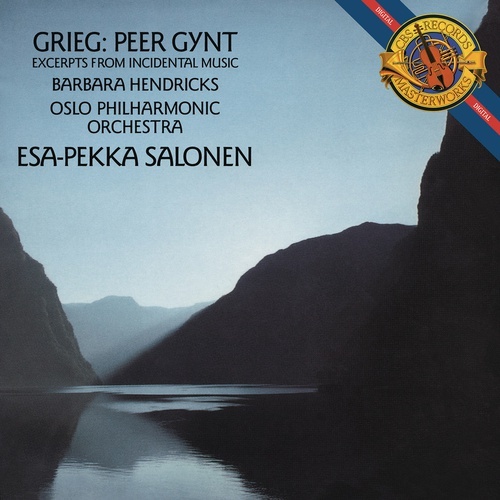 GRIEG: PEER GYNT
EXCERPTS FROM INCIDENTAL MUSIC
BARBARA HENDRICKS
OSLO PHILHARMONIC
ORCHESTRA
ESA-PEKKA SALONEN
DIGITAL
CBS RECORDS
MASTERWORKS
DIGITAL